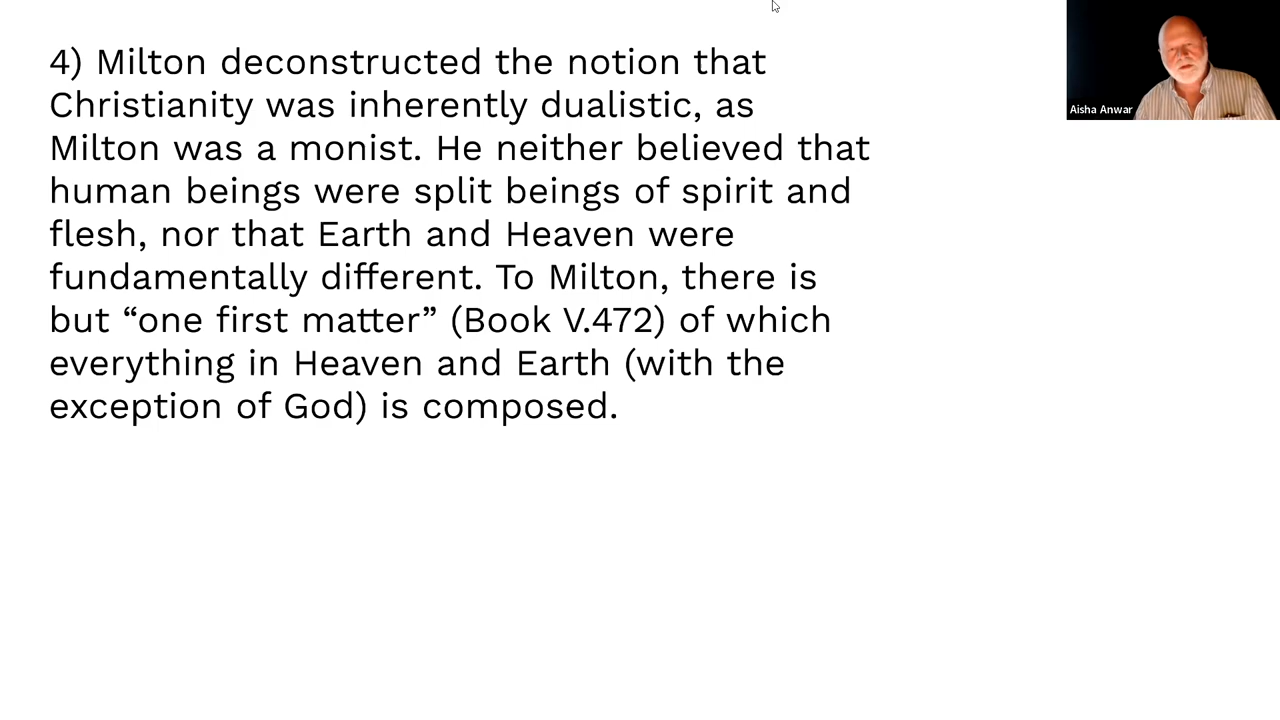 4) Milton deconstructed the notion that
Christianity was inherently dualistic, as
Milton was a monist. He neither believed that
human beings were split beings of spirit and
flesh, nor that Earth and Heaven were
fundamentally different. To Milton, there is
but “one first matter” (Book V.472) of which
everything in Heaven and Earth (with the
exception of God) is composed.
Aisha Anwar